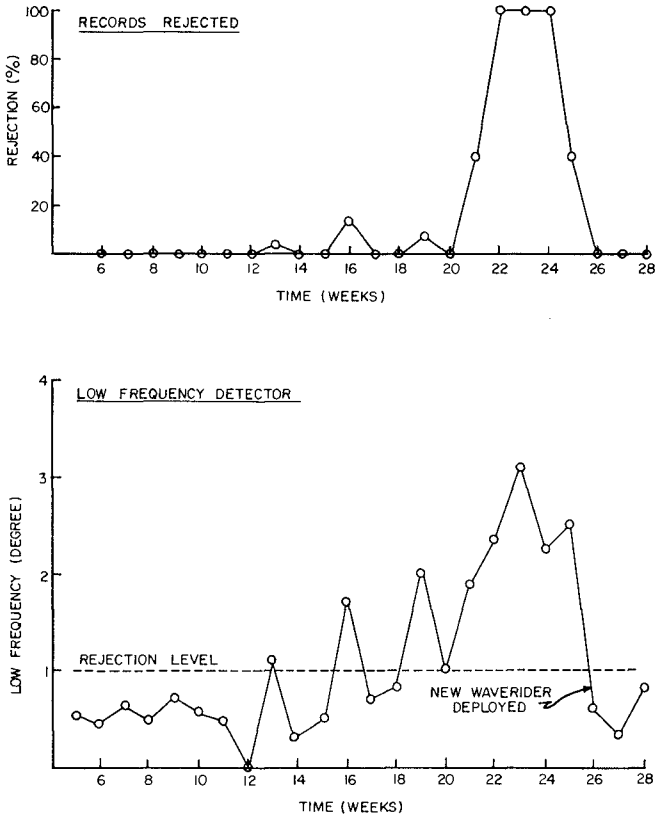 RECORDS REJECTED
REJECTION (%)
100
80
60
40
20
6 8 10 12 14 16 18 20 22 24 26 28
TIME (WEEKS)
LOW FREQUENCY DETECTOR
LOW FREQUENCY (DEGREE)
4
3
2
1
REJECTION LEVEL
NEW WAVERIDER
DEPLOYED
6 8 10 12 14 16 18 20 22 24 26 28
TIME (WEEKS)